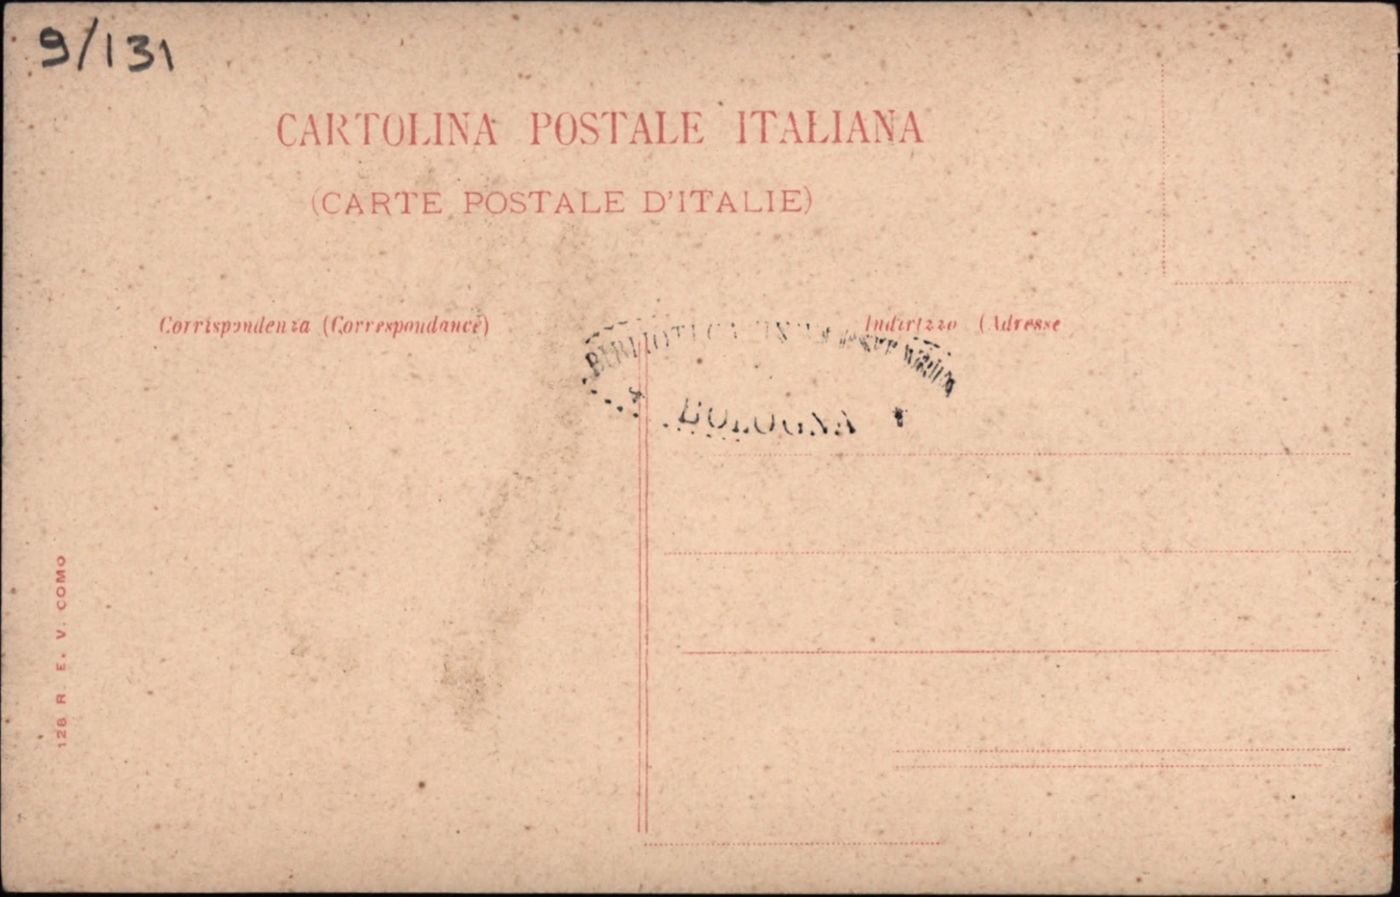 9/131
CARTOLINA POSTALE ITALIANA
(CARTE POSTALE D'ITALIE)
Corrispondenza (Correspondance)
Indirizzo (Adresse
BOLOGNA
128 R E. V. COMO